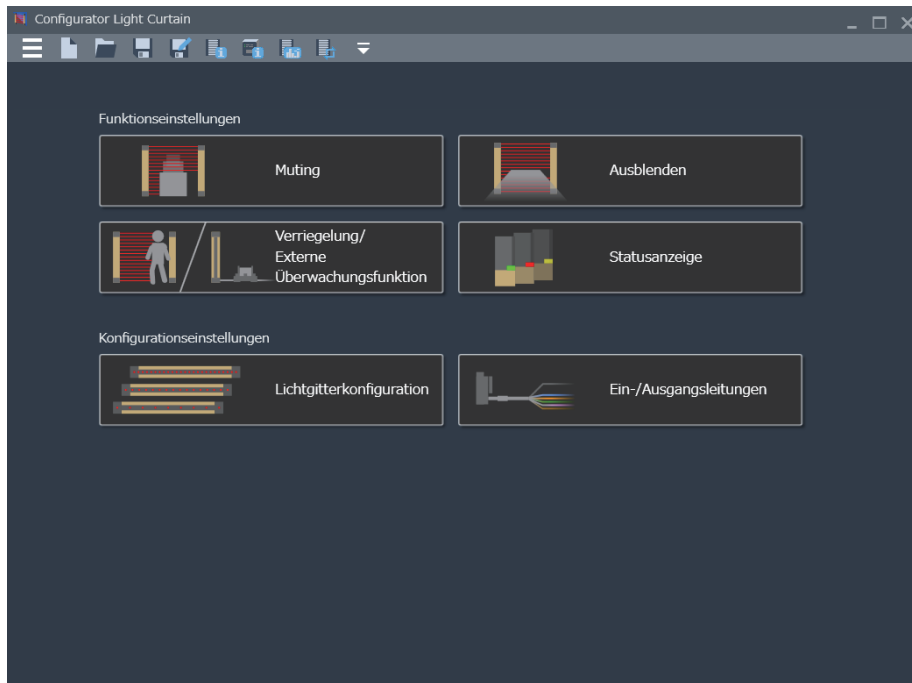 Configurator Light Curtain
Funktionseinstellungen
Muting
Ausblenden
Verriegelung/
Externe
Überwachungsfunktion
Statusanzeige
Konfigurationseinstellungen
Lichtgitterkonfiguration
Ein-/Ausgangsleitungen